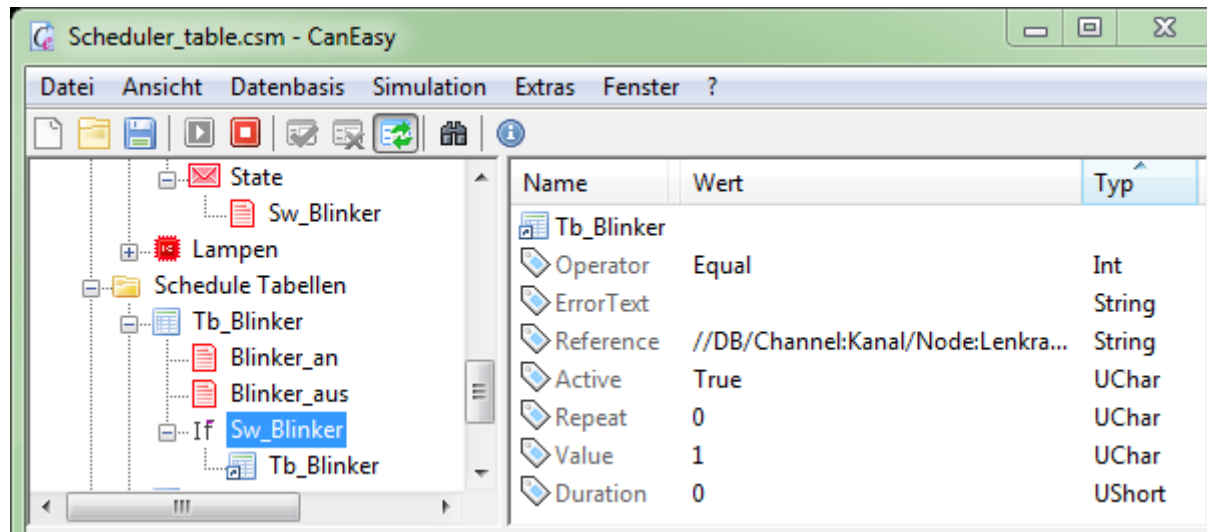 Scheduler_table.csm - CanEasy
Datei Ansicht Datenbasis Simulation Extras Fenster ?
State
Sw_Blinker
Lampen
Schedule Tabellen
Tb_Blinker
Blinker_an
Blinker_aus
If Sw_Blinker
Tb_Blinker
Name Wert Typ
Tb_Blinker
Operator Equal Int
ErrorText String
Reference //DB/Channel:Kanal/Node:Lenkra... String
Active True UChar
Repeat 0 UChar
Value 1 UChar
Duration 0 UShort